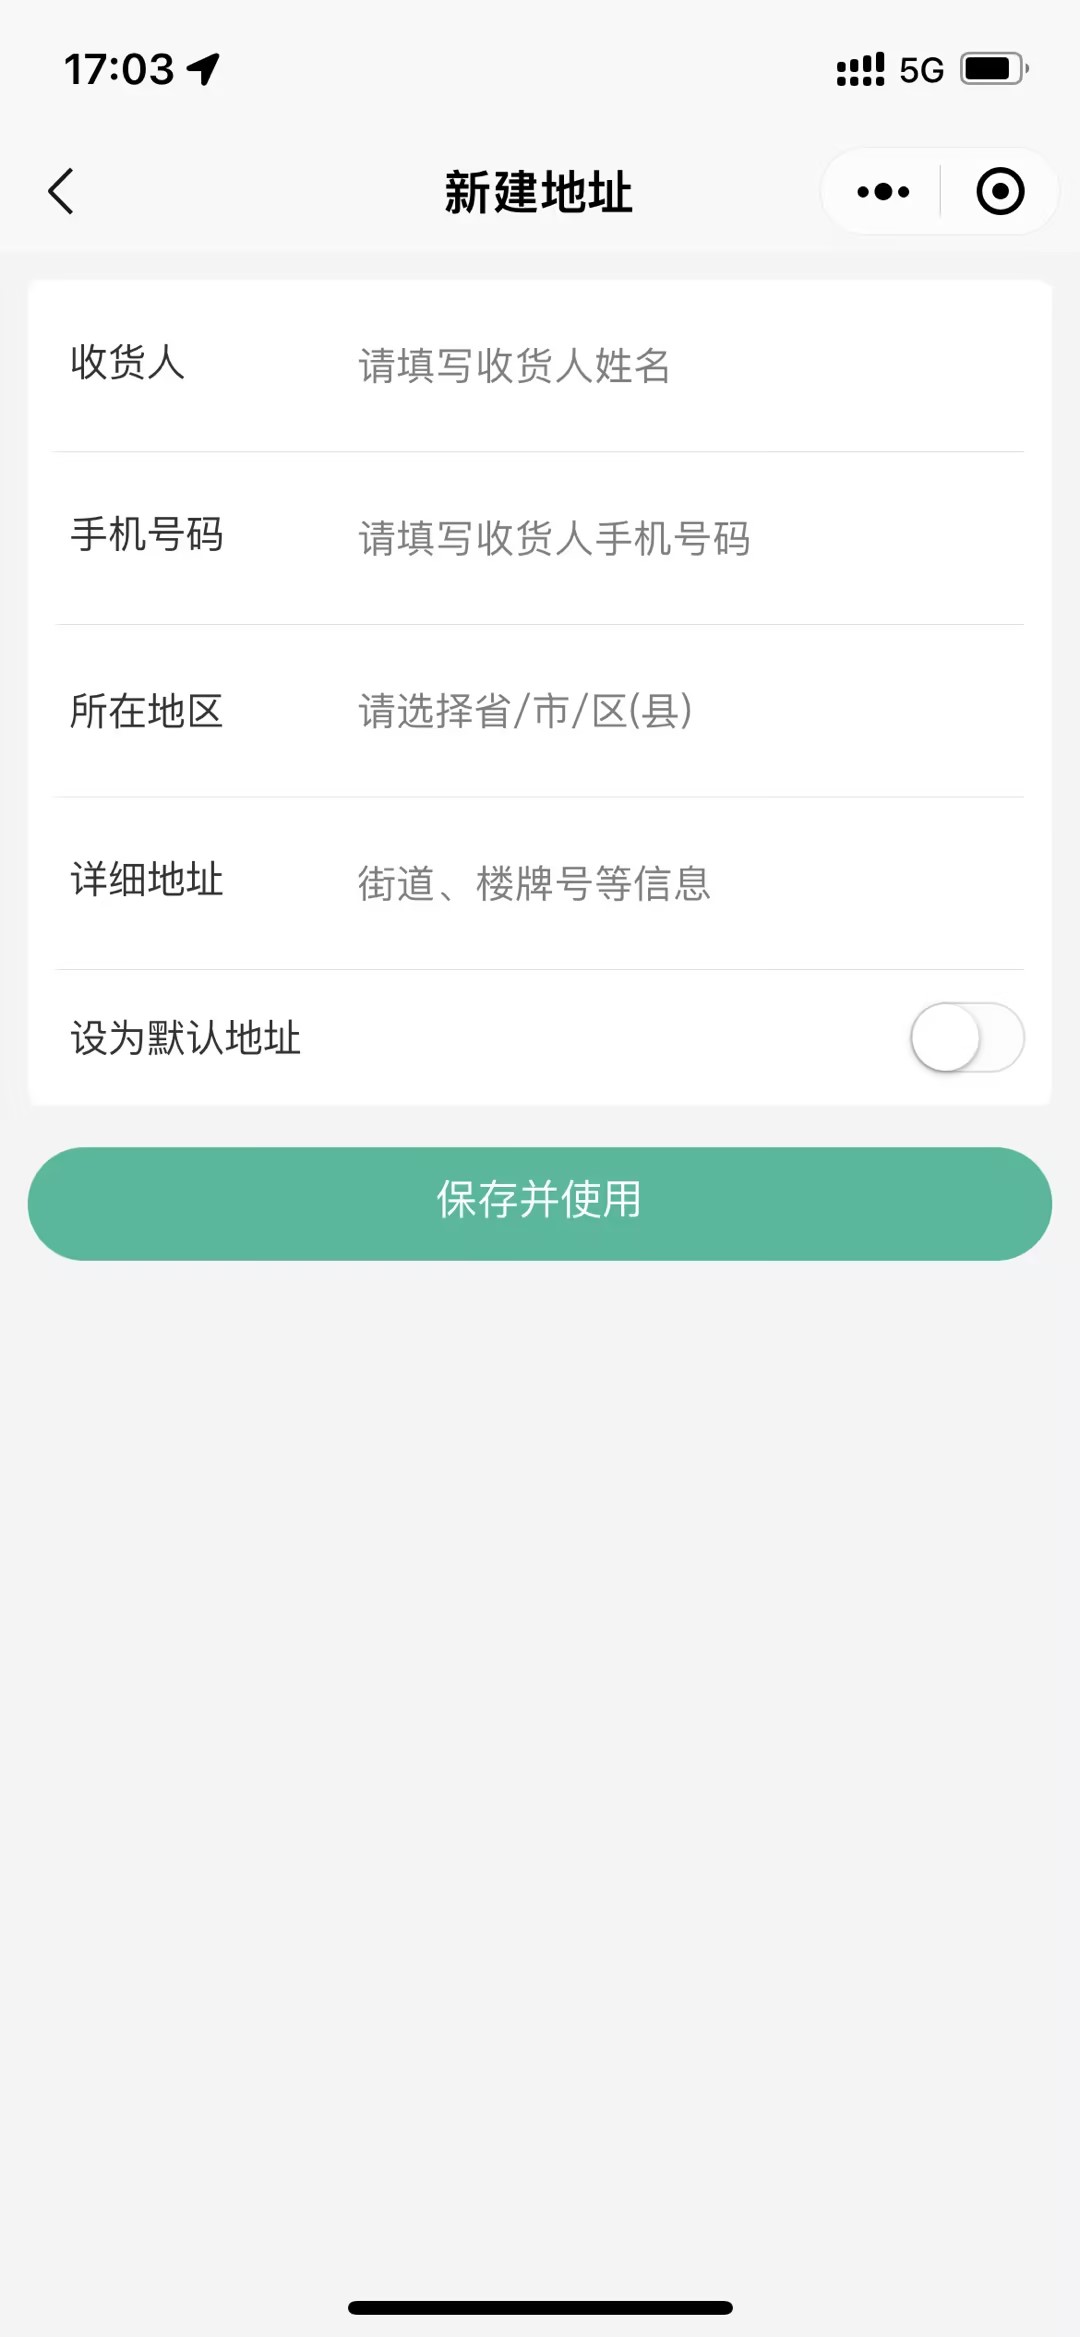 17:03 5G
新建地址
收货人 请填写收货人姓名
手机号码 请填写收货人手机号码
所在地区 请选择省/市/区(县)
详细地址 街道、楼牌号等信息
设为默认地址
保存并使用